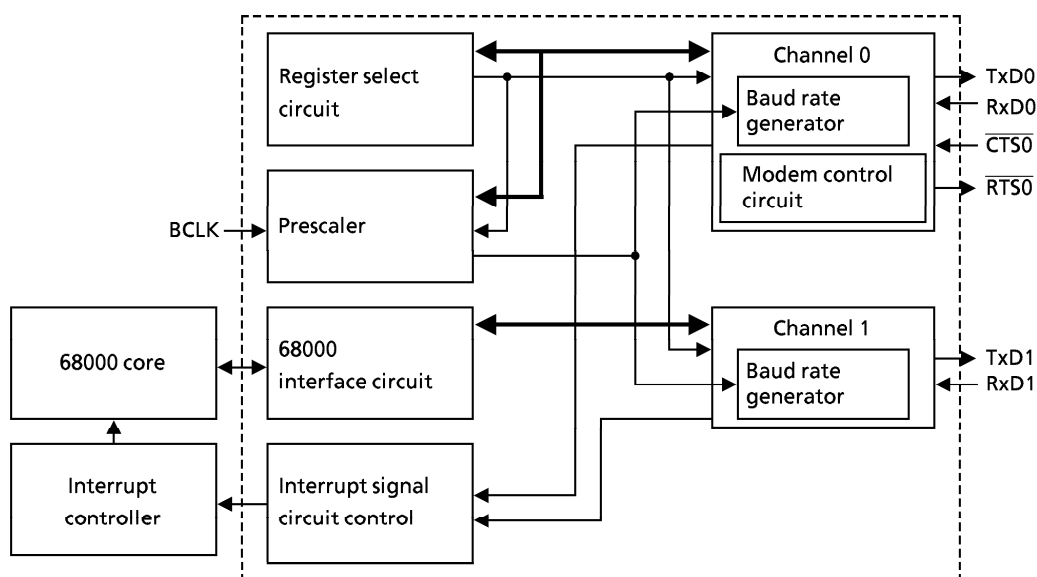 Register select
circuit
Channel 0
Baud rate
generator
Modem control
circuit
TxD0
RxD0
CTS0
RTS0
BCLK
Prescaler
68000 core
68000
interface circuit
Channel 1
Baud rate
generator
TxD1
RxD1
Interrupt
controller
Interrupt signal
circuit control